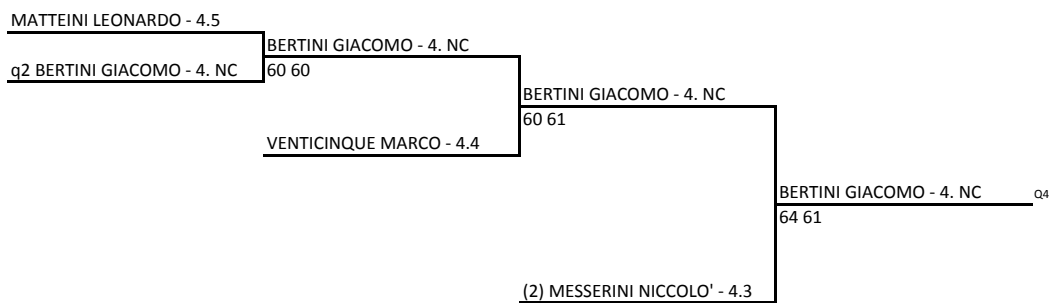 MATTEINI LEONARDO - 4.5
BERTINI GIACOMO - 4. NC
q2 BERTINI GIACOMO - 4. NC
60 60
BERTINI GIACOMO - 4. NC
60 61
VENTICINQUE MARCO - 4.4
BERTINI GIACOMO - 4. NC
Q4
64 61
(2) MESSERINI NICCOLO' - 4.3